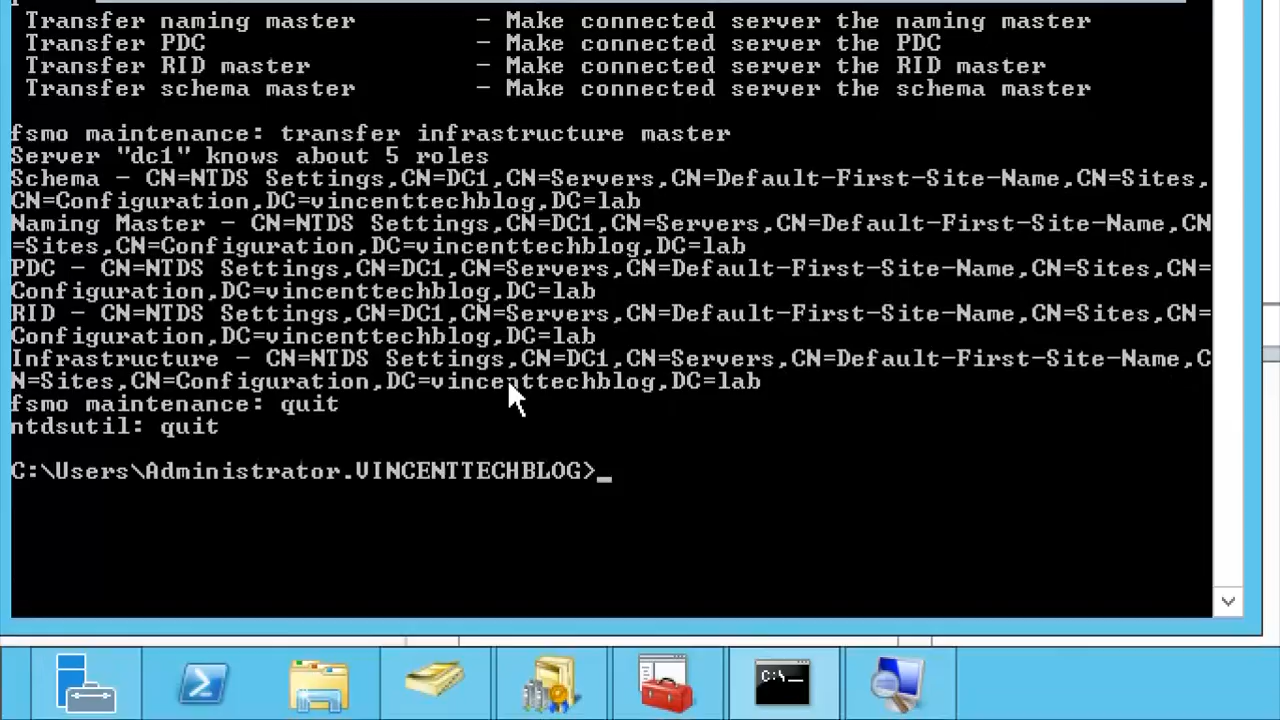 Transfer naming master - Make connected server the naming master
Transfer PDC - Make connected server the PDC
Transfer RID master - Make connected server the RID master
Transfer schema master - Make connected server the schema master
fsmo maintenance: transfer infrastructure master
Server "dc1" knows about 5 roles
Schema - CN=NTDS Settings,CN=DC1,CN=Servers,CN=Default-First-Site-Name,CN=Sites,
CN=Configuration,DC=vincenttechblog,DC=lab
Naming Master - CN=NTDS Settings,CN=DC1,CN=Servers,CN=Default-First-Site-Name,CN
=Sites,CN=Configuration,DC=vincenttechblog,DC=lab
PDC - CN=NTDS Settings,CN=DC1,CN=Servers,CN=Default-First-Site-Name,CN=Sites,CN=
Configuration,DC=vincenttechblog,DC=lab
RID - CN=NTDS Settings,CN=DC1,CN=Servers,CN=Default-First-Site-Name,CN=Sites,CN=
Configuration,DC=vincenttechblog,DC=lab
Infrastructure - CN=NTDS Settings,CN=DC1,CN=Servers,CN=Default-First-Site-Name,C
N=Sites,CN=Configuration,DC=vincenttechblog,DC=lab
fsmo maintenance: quit
ntdsutil: quit
C:\Users\Administrator.VINCENTTECHBLOG>_
C:\_